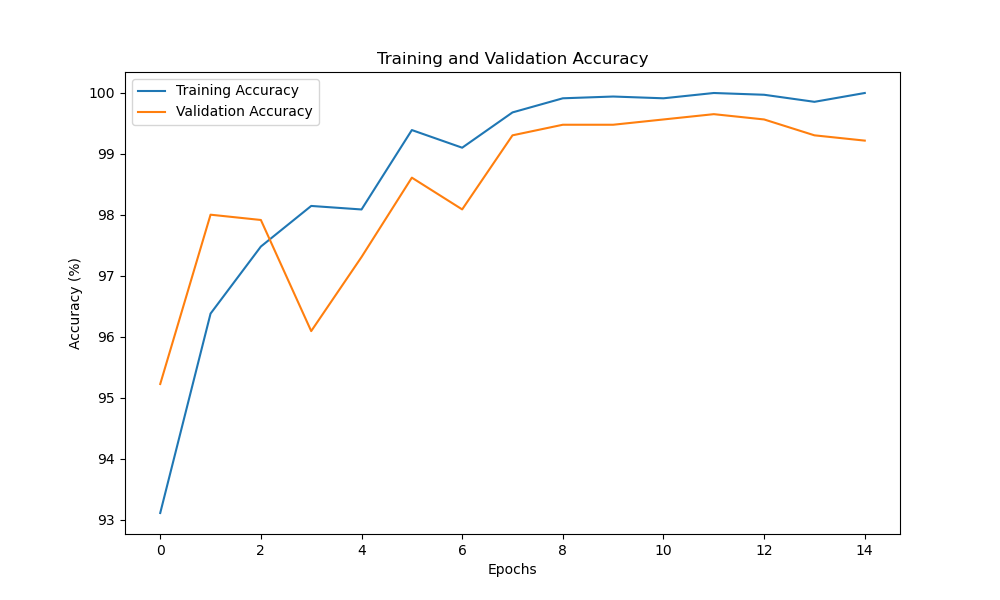 Training and Validation Accuracy
Training Accuracy
Validation Accuracy
Accuracy (%)
100
99
98
97
96
95
94
93
0 2 4 6 8 10 12 14
Epochs